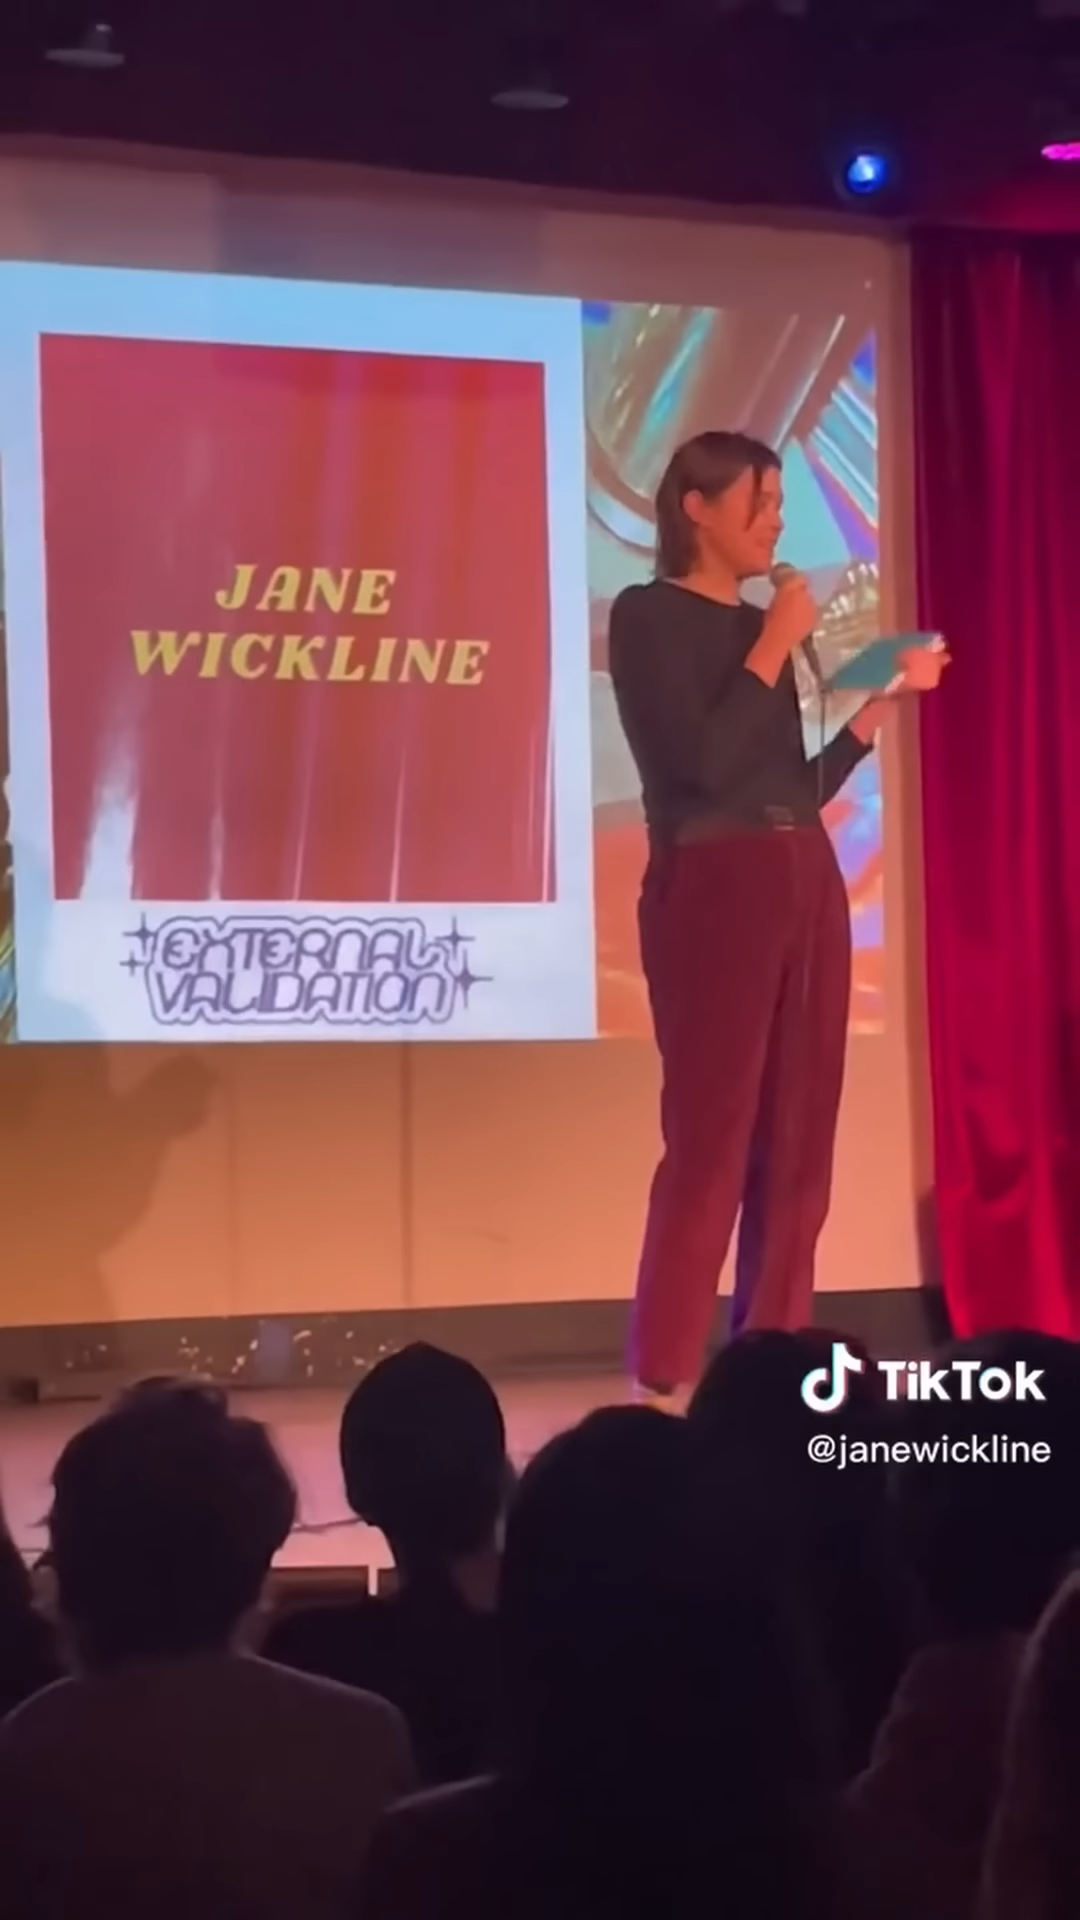 JANE
WICKLINE
EXTERNAL
VALIDATION
TikTok
@janewickline